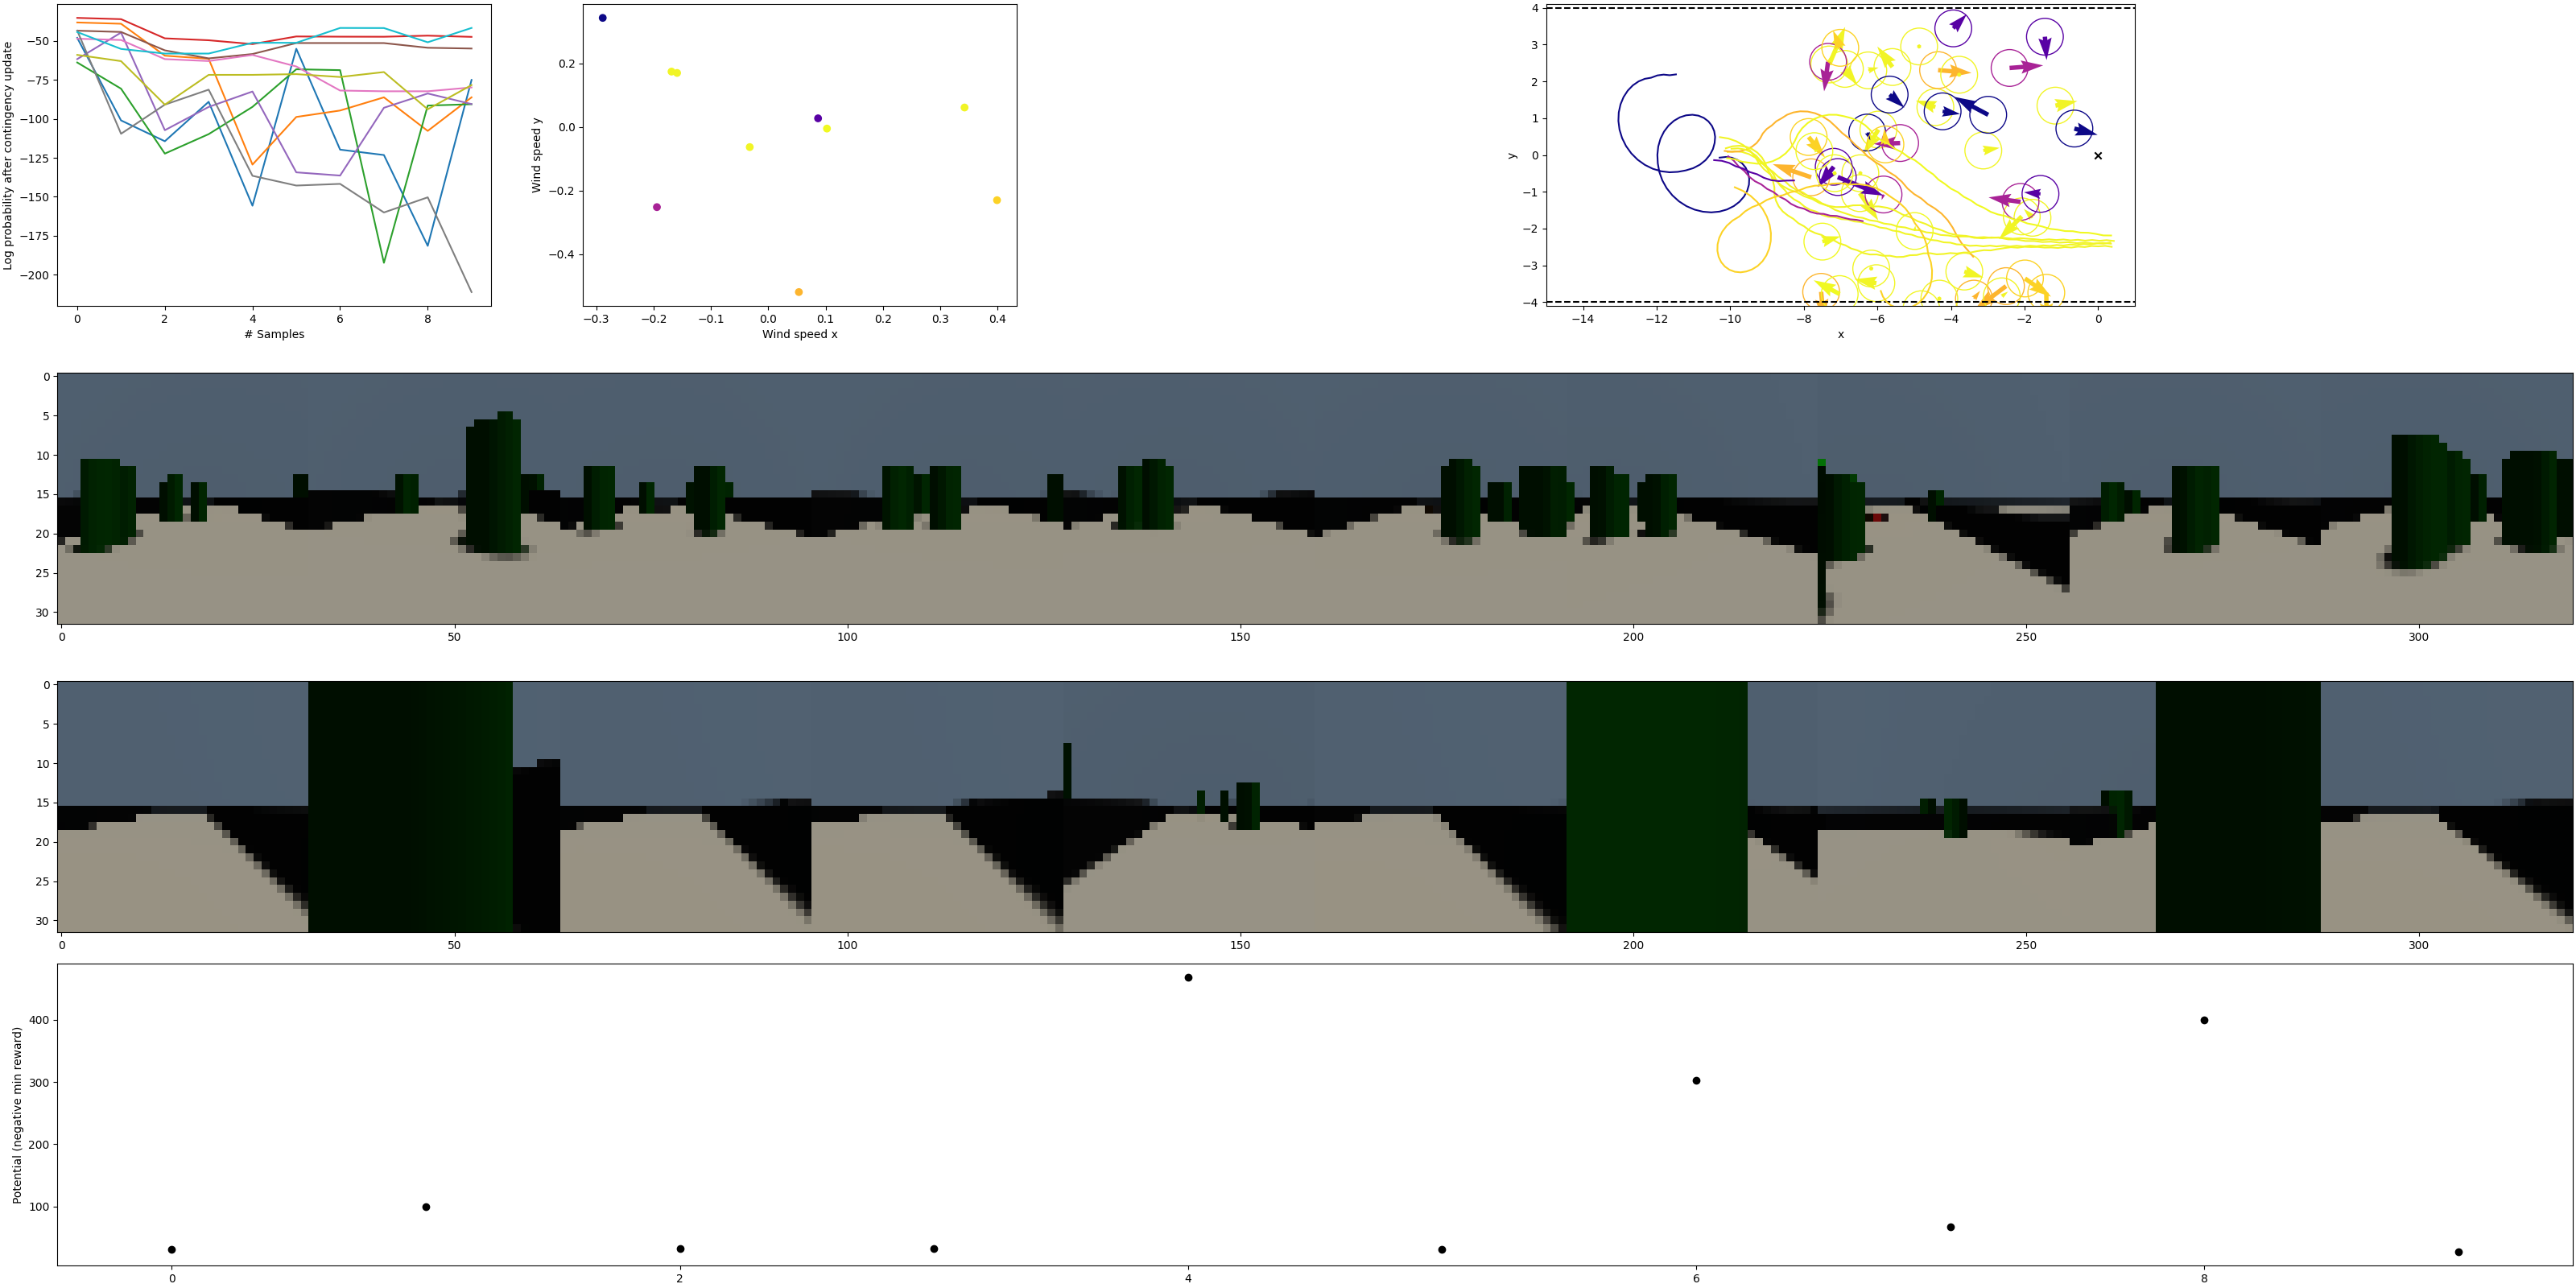 Log probability after contingency update
−50
−75
−100
−125
−150
−175
−200
0 2 4 6 8
# Samples
Wind speed y
0.2
0.0
−0.2
−0.4
−0.3 −0.2 −0.1 0.0 0.1 0.2 0.3 0.4
Wind speed x
y
4
3
2
1
0
−1
−2
−3
−4
−14 −12 −10 −8 −6 −4 −2 0
x
0
5
10
15
20
25
30
0 50 100 150 200 250 300
0
5
10
15
20
25
30
0 50 100 150 200 250 300
Potential (negative min reward)
400
300
200
100
0 2 4 6 8